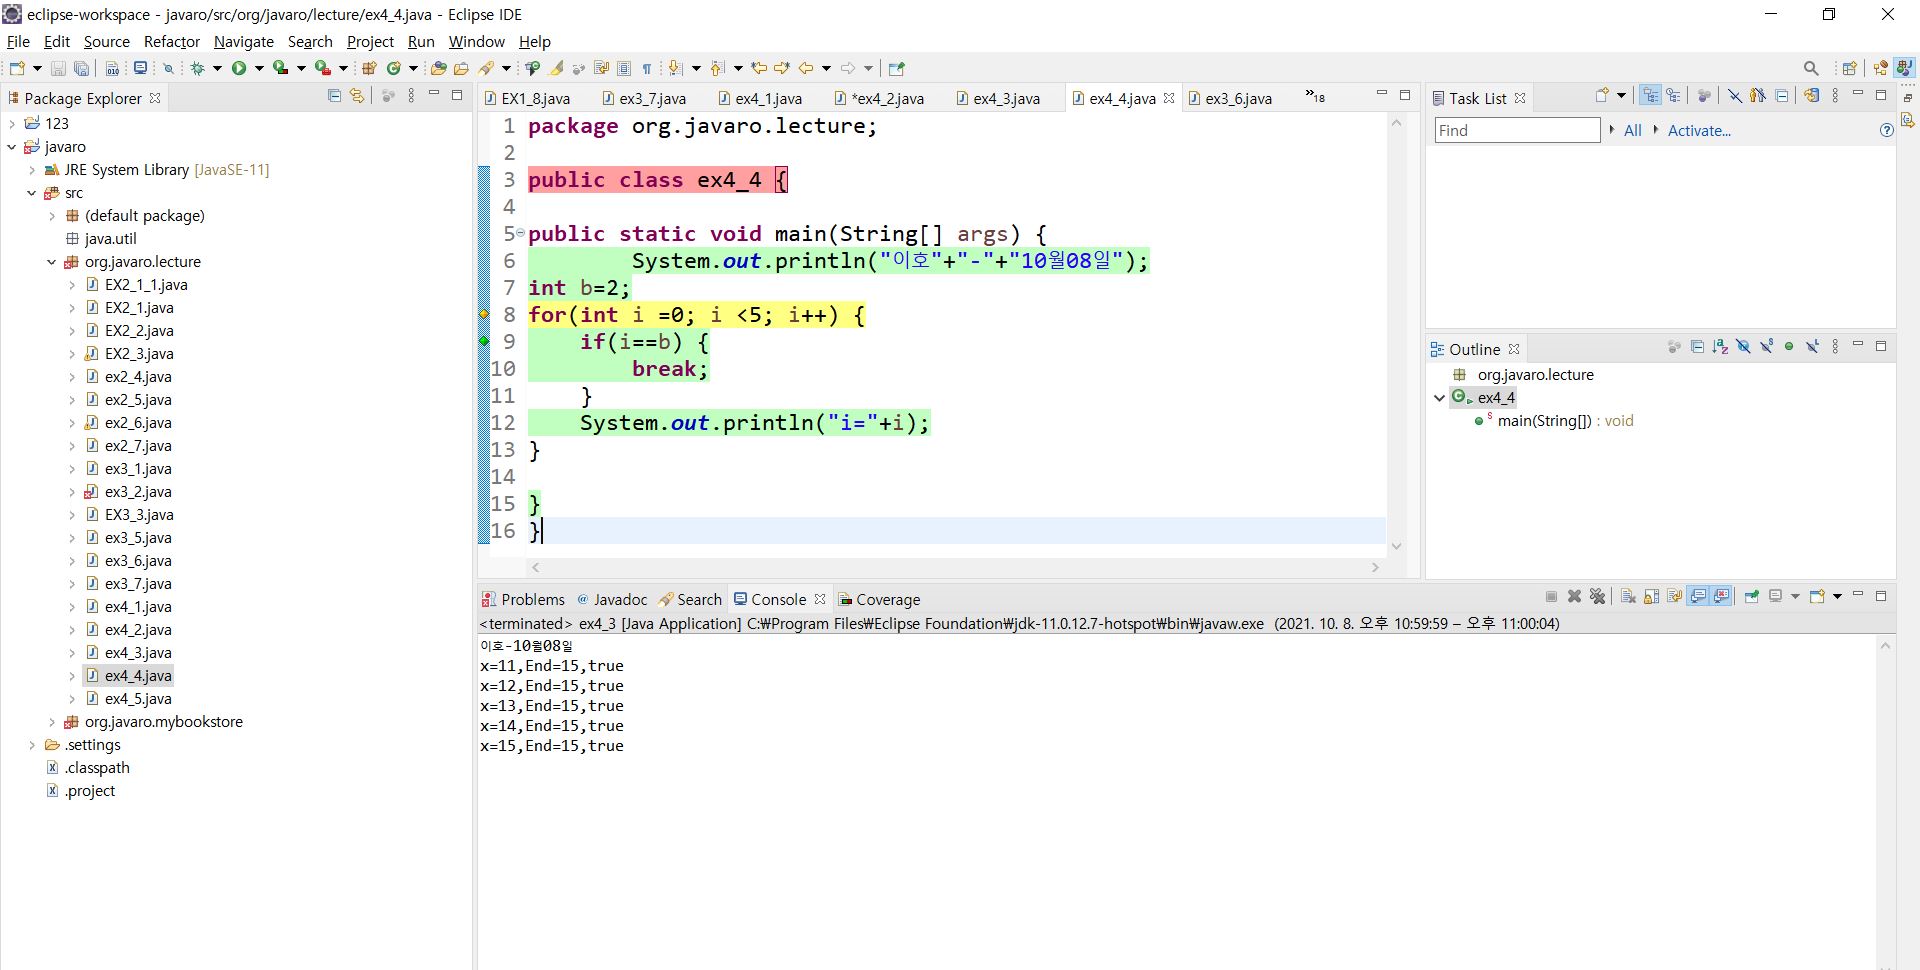 eclipse-workspace - javaro/src/org/javaro/lecture/ex4_4.java - Eclipse IDE
File Edit Source Refactor Navigate Search Project Run Window Help
Package Explorer
123
javaro
JRE System Library [JavaSE-11]
src
(default package)
java.util
org.javaro.lecture
EX2_1_1.java
EX2_1.java
EX2_2.java
EX2_3.java
ex2_4.java
ex2_5.java
ex2_6.java
ex2_7.java
ex3_1.java
ex3_2.java
EX3_3.java
ex3_5.java
ex3_6.java
ex3_7.java
ex4_1.java
ex4_2.java
ex4_3.java
ex4_4.java
ex4_5.java
org.javaro.mybookstore
.settings
.classpath
.project
EX1_8.java ex3_7.java ex4_1.java *ex4_2.java ex4_3.java ex4_4.java ex3_6.java »18
1 package org.javaro.lecture;
2
3 public class ex4_4 {
4
5 public static void main(String[] args) {
6 System.out.println("이호"+"-"+"10월08일");
7 int b=2;
8 for(int i =0; i <5; i++) {
9 if(i==b) {
10 break;
11 }
12 System.out.println("i="+i);
13 }
14
15 }
16 }
Task List
Find All Activate...
Outline
org.javaro.lecture
ex4_4
main(String[]) : void
Problems Javadoc Search Console Coverage
<terminated> ex4_3 [Java Application] C:₩Program Files₩Eclipse Foundation₩jdk-11.0.12.7-hotspot₩bin₩javaw.exe (2021. 10. 8. 오후 10:59:59 – 오후 11:00:04)
이호-10월08일
x=11,End=15,true
x=12,End=15,true
x=13,End=15,true
x=14,End=15,true
x=15,End=15,true